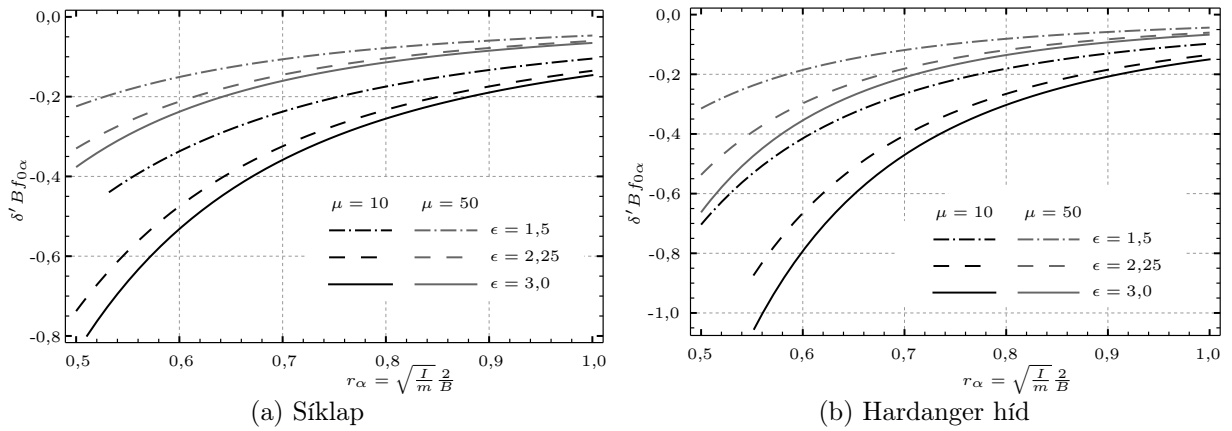 0,0
-0,2
-0,4
-0,6
-0,8
δ′Bf₀α
μ = 10 μ = 50
ϵ = 1,5
ϵ = 2,25
ϵ = 3,0
0,5 0,6 0,7 0,8 0,9 1,0
rα = √(I/m) 2/B
(a) Síklap
0,0
-0,2
-0,4
-0,6
-0,8
-1,0
δ′Bf₀α
μ = 10 μ = 50
ϵ = 1,5
ϵ = 2,25
ϵ = 3,0
0,5 0,6 0,7 0,8 0,9 1,0
rα = √(I/m) 2/B
(b) Hardanger híd